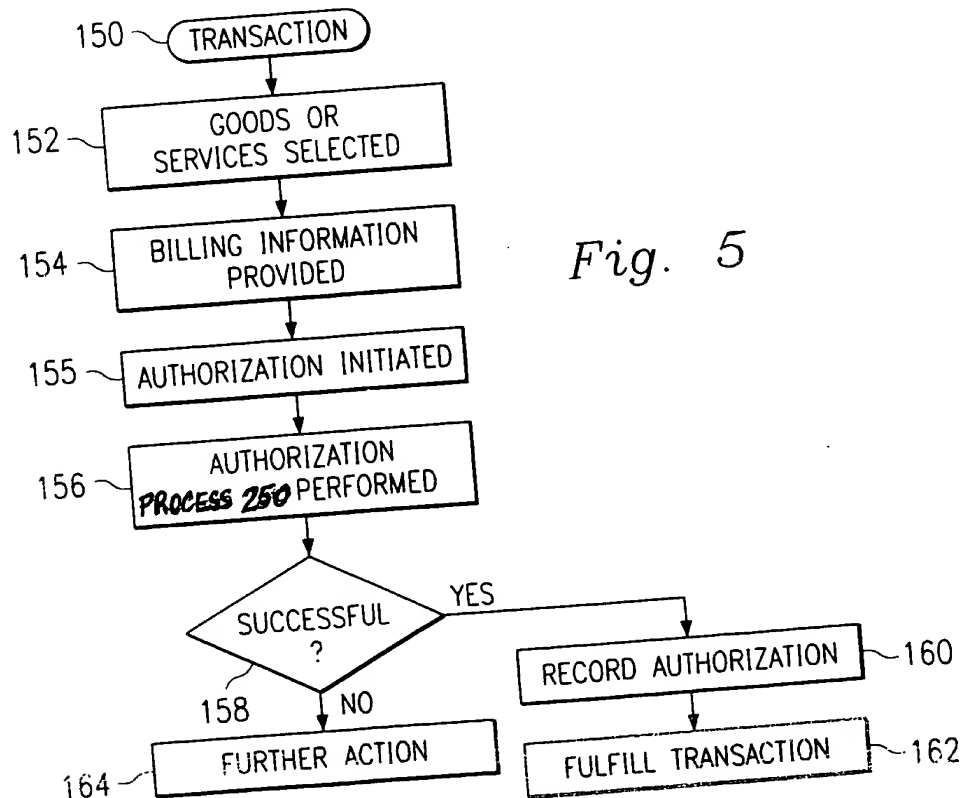 150
TRANSACTION
152
GOODS OR
SERVICES SELECTED
154
BILLING INFORMATION
PROVIDED
Fig. 5
155
AUTHORIZATION INITIATED
156
AUTHORIZATION
PROCESS 250 PERFORMED
SUCCESSFUL
?
YES
158
NO
RECORD AUTHORIZATION
160
164
FURTHER ACTION
FULFILL TRANSACTION
162